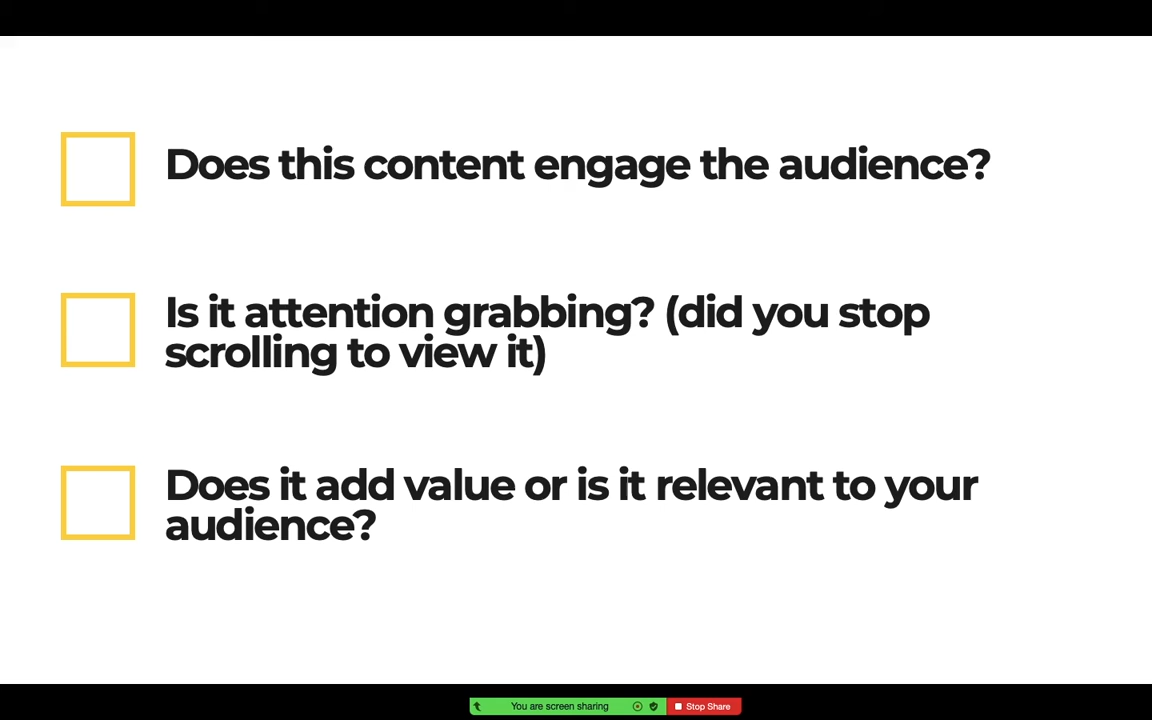 Does this content engage the audience?
Is it attention grabbing? (did you stop
scrolling to view it)
Does it add value or is it relevant to your
audience?
You are screen sharing
Stop Share